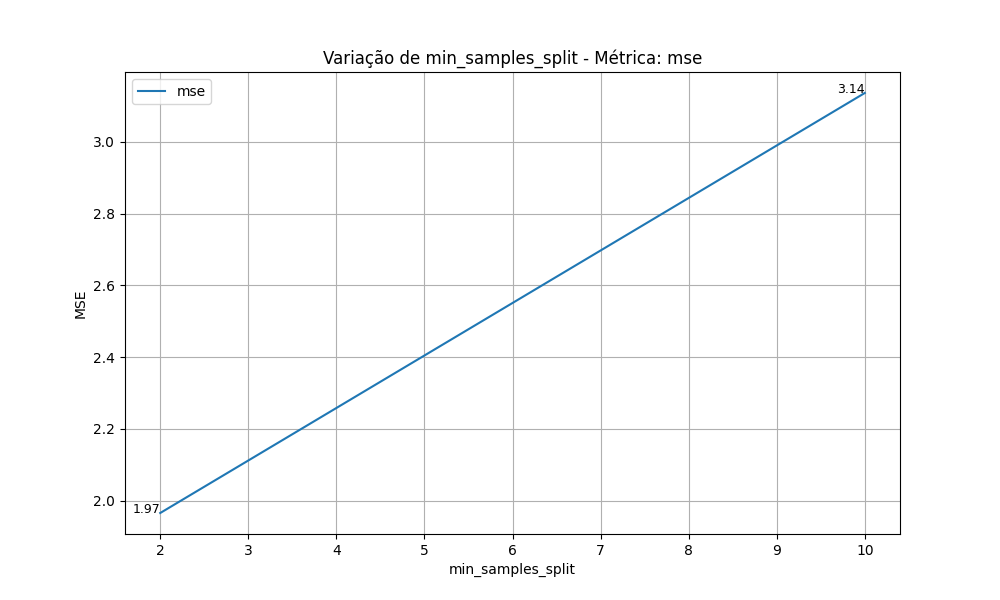 Variação de min_samples_split - Métrica: mse
mse
3.14
3.0
2.8
2.6
2.4
2.2
2.0
MSE
1.97
2 3 4 5 6 7 8 9 10
min_samples_split